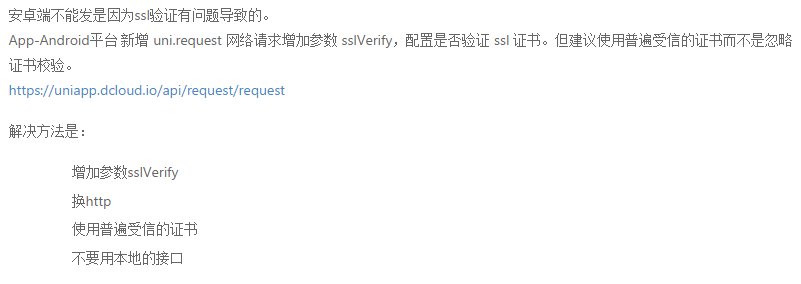 安卓端不能发是因为ssl验证有问题导致的。
App-Android平台 新增 uni.request 网络请求增加参数 sslVerify，配置是否验证 ssl 证书。但建议使用普遍受信的证书而不是忽略
证书校验。
https://uniapp.dcloud.io/api/request/request
解决方法是：
增加参数sslVerify
换http
使用普遍受信的证书
不要用本地的接口